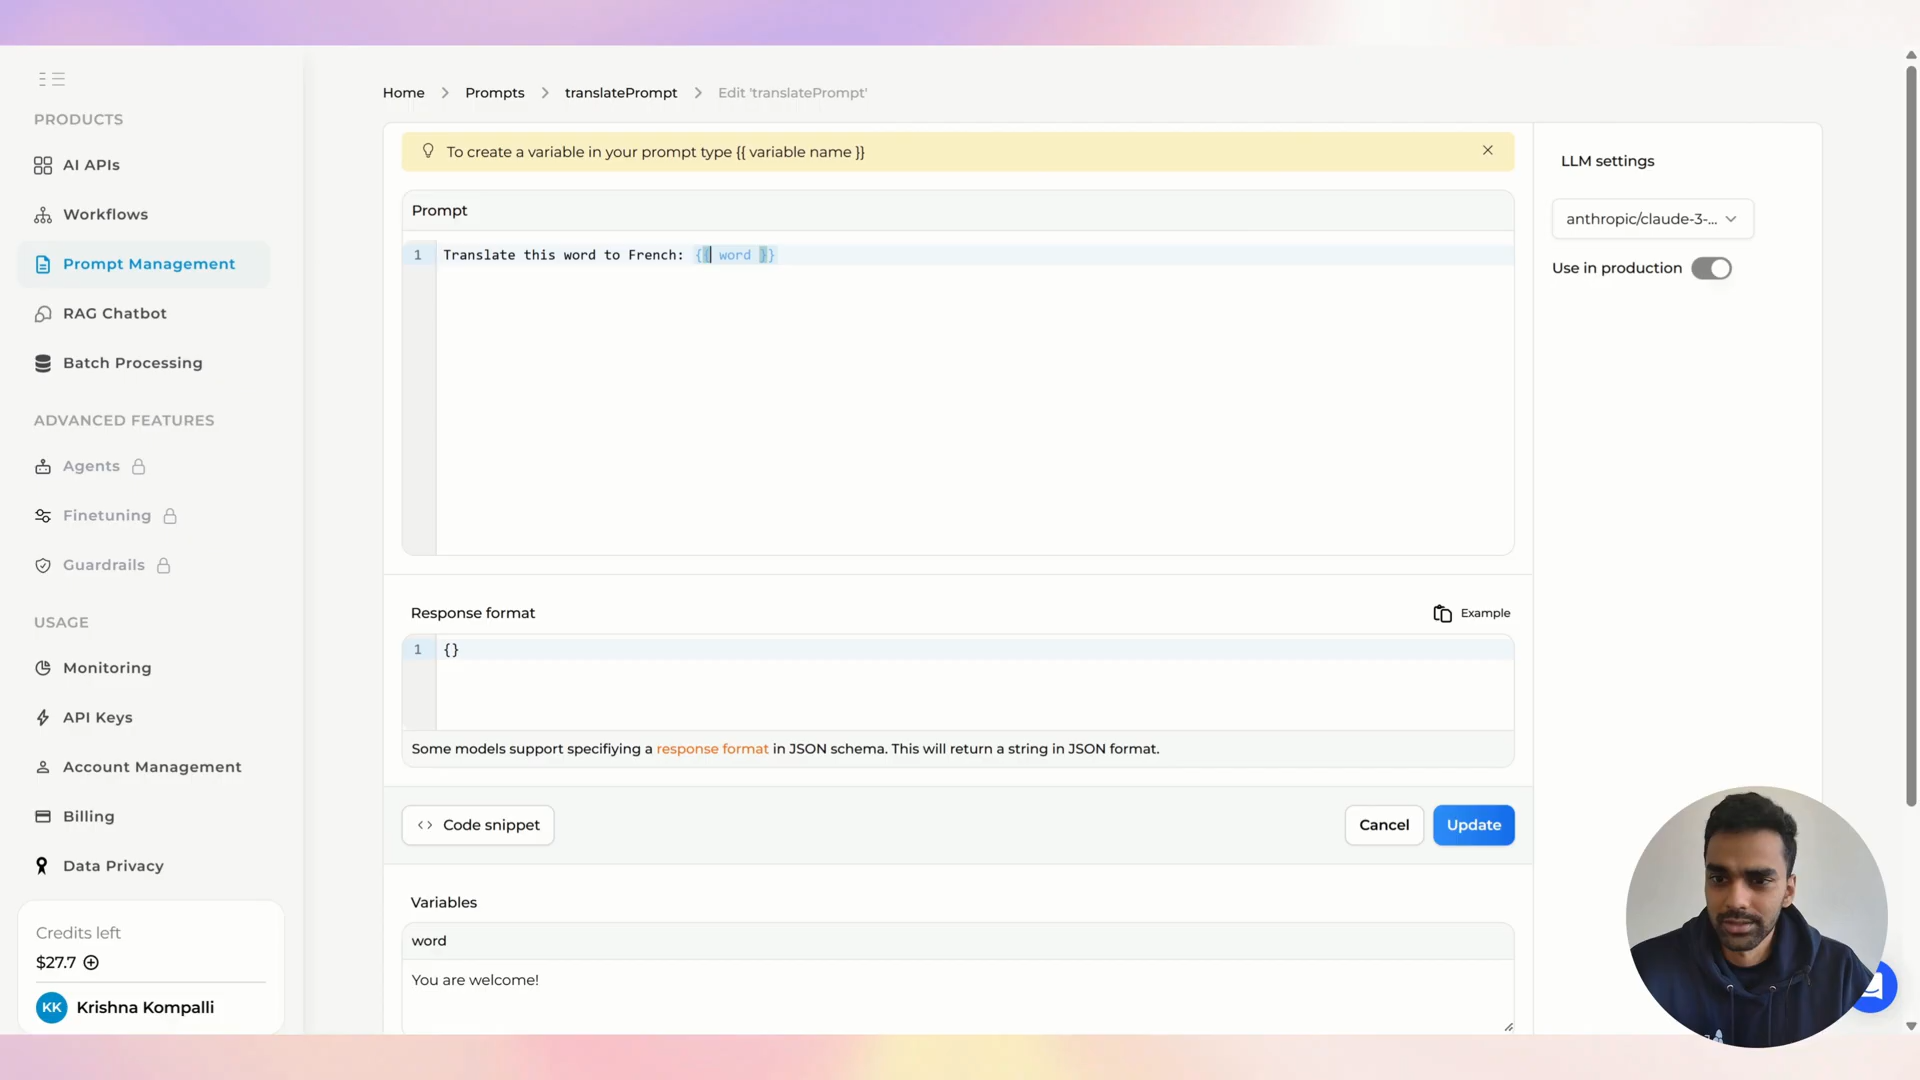 PRODUCTS
AI APIs
Workflows
Prompt Management
RAG Chatbot
Batch Processing
ADVANCED FEATURES
Agents
Finetuning
Guardrails
USAGE
Monitoring
API Keys
Account Management
Billing
Data Privacy
Credits left
$27.7
KK Krishna Kompalli
Home > Prompts > translatePrompt > Edit 'translatePrompt'
To create a variable in your prompt type {{ variable name }}
Prompt
1 Translate this word to French: {{ word }}
Response format
Example
1 {}
Some models support specifiying a response format in JSON schema. This will return a string in JSON format.
<> Code snippet
Cancel
Update
Variables
word
You are welcome!
LLM settings
anthropic/claude-3-...
Use in production